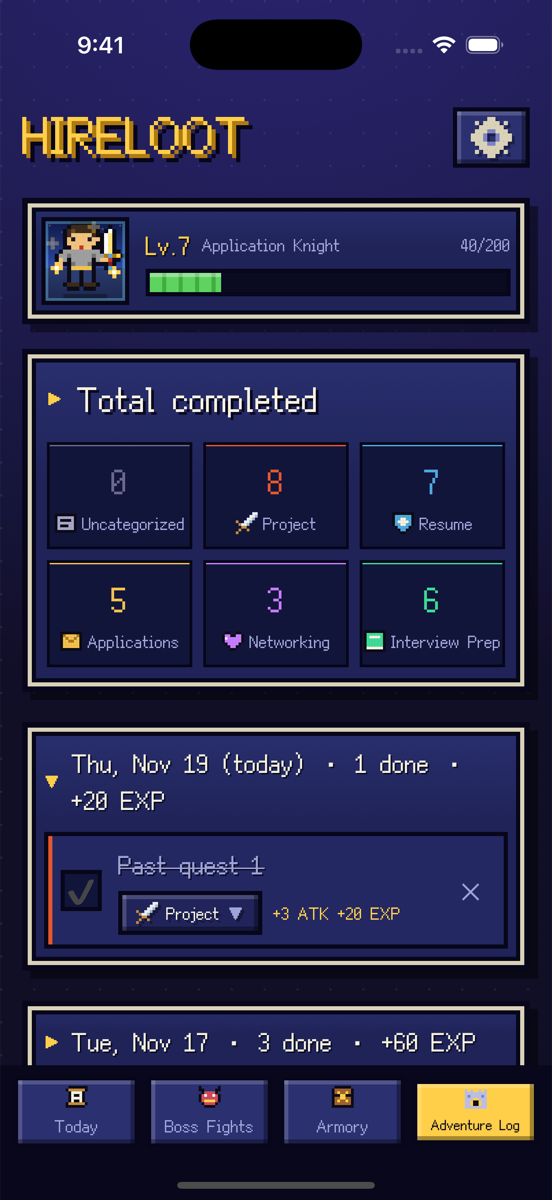 9:41
HIRELOOT
Lv.7 Application Knight 40/200
▶ Total completed
0
Uncategorized
8
Project
7
Resume
5
Applications
3
Networking
6
Interview Prep
▼ Thu, Nov 19 (today) · 1 done ·
+20 EXP
Past quest 1
Project ▼ +3 ATK +20 EXP
▶ Tue, Nov 17 · 3 done · +60 EXP
Today
Boss Fights
Armory
Adventure Log